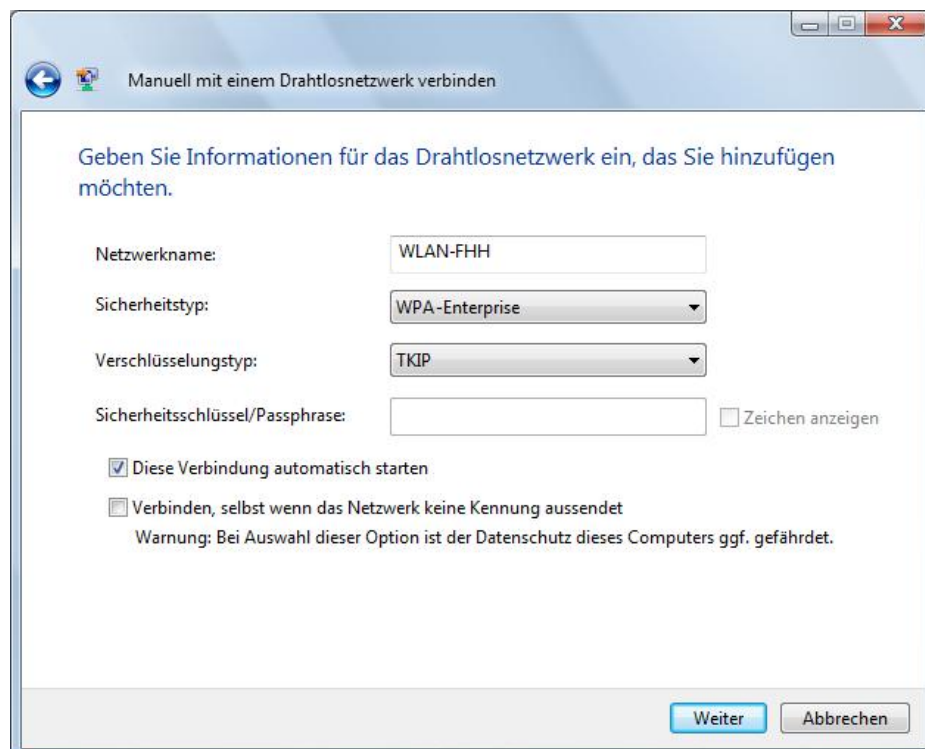 Manuell mit einem Drahtlosnetzwerk verbinden
Geben Sie Informationen für das Drahtlosnetzwerk ein, das Sie hinzufügen
möchten.
Netzwerkname: WLAN-FHH
Sicherheitstyp: WPA-Enterprise
Verschlüsselungstyp: TKIP
Sicherheitsschlüssel/Passphrase: Zeichen anzeigen
Diese Verbindung automatisch starten
Verbinden, selbst wenn das Netzwerk keine Kennung aussendet
Warnung: Bei Auswahl dieser Option ist der Datenschutz dieses Computers ggf. gefährdet.
Weiter Abbrechen